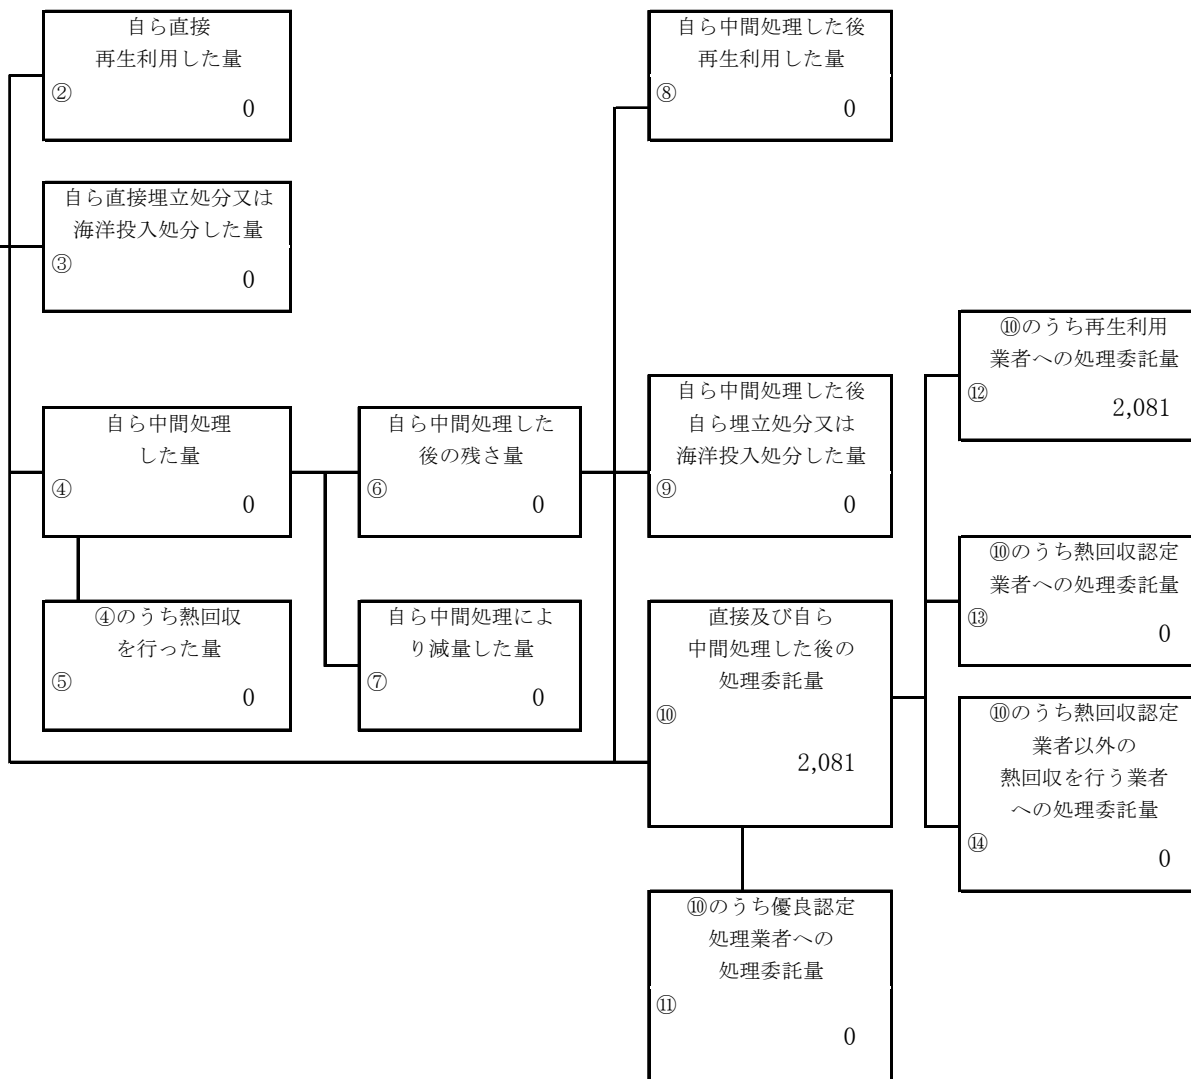 自ら直接
再生利用した量
②
0
自ら直接埋立処分又は
海洋投入処分した量
③
0
自ら中間処理
した量
④
0
④のうち熱回収
を行った量
⑤
0
自ら中間処理した
後の残さ量
⑥
0
自ら中間処理によ
り減量した量
⑦
0
自ら中間処理した後
再生利用した量
⑧
0
自ら中間処理した後
自ら埋立処分又は
海洋投入処分した量
⑨
0
直接及び自ら
中間処理した後の
処理委託量
⑩
2,081
⑩のうち優良認定
処理業者への
処理委託量
⑪
0
⑩のうち再生利用
業者への処理委託量
⑫
2,081
⑩のうち熱回収認定
業者への処理委託量
⑬
0
⑩のうち熱回収認定
業者以外の
熱回収を行う業者
への処理委託量
⑭
0